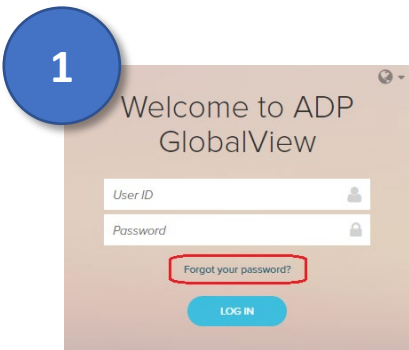 1
Welcome to ADP
GlobalView
User ID
Password
Forgot your password?
LOG IN